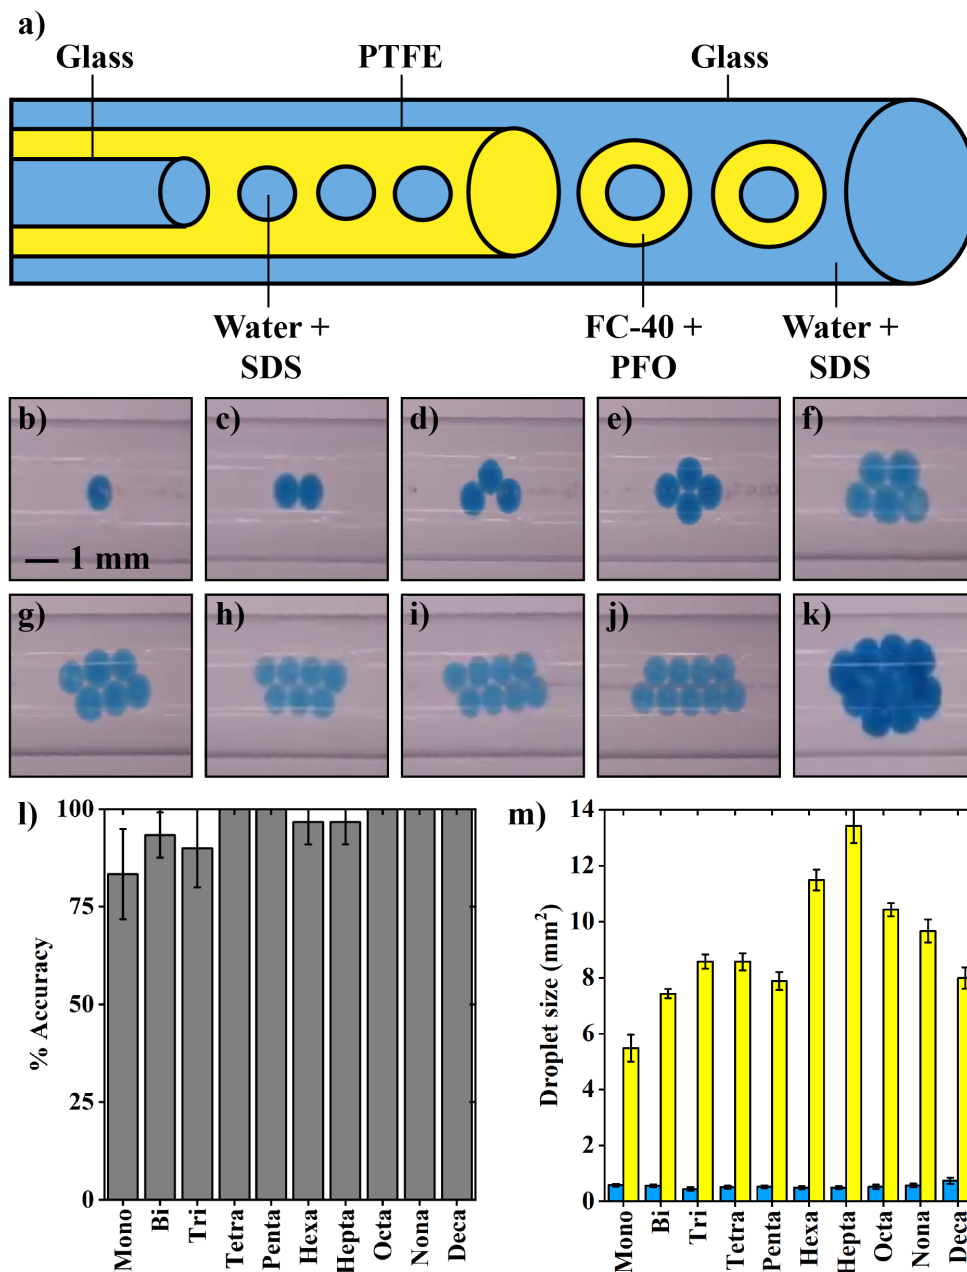 a)
Glass PTFE Glass
Water + FC-40 + Water +
SDS PFO SDS
b) c) d) e) f)
1 mm
g) h) i) j) k)
l) m)
% Accuracy
100
75
50
25
0
Mono Bi Tri Tetra Penta Hexa Hepta Octa Nona Deca
Droplet size (mm²)
14
12
10
8
6
4
2
0
Mono Bi Tri Tetra Penta Hexa Hepta Octa Nona Deca